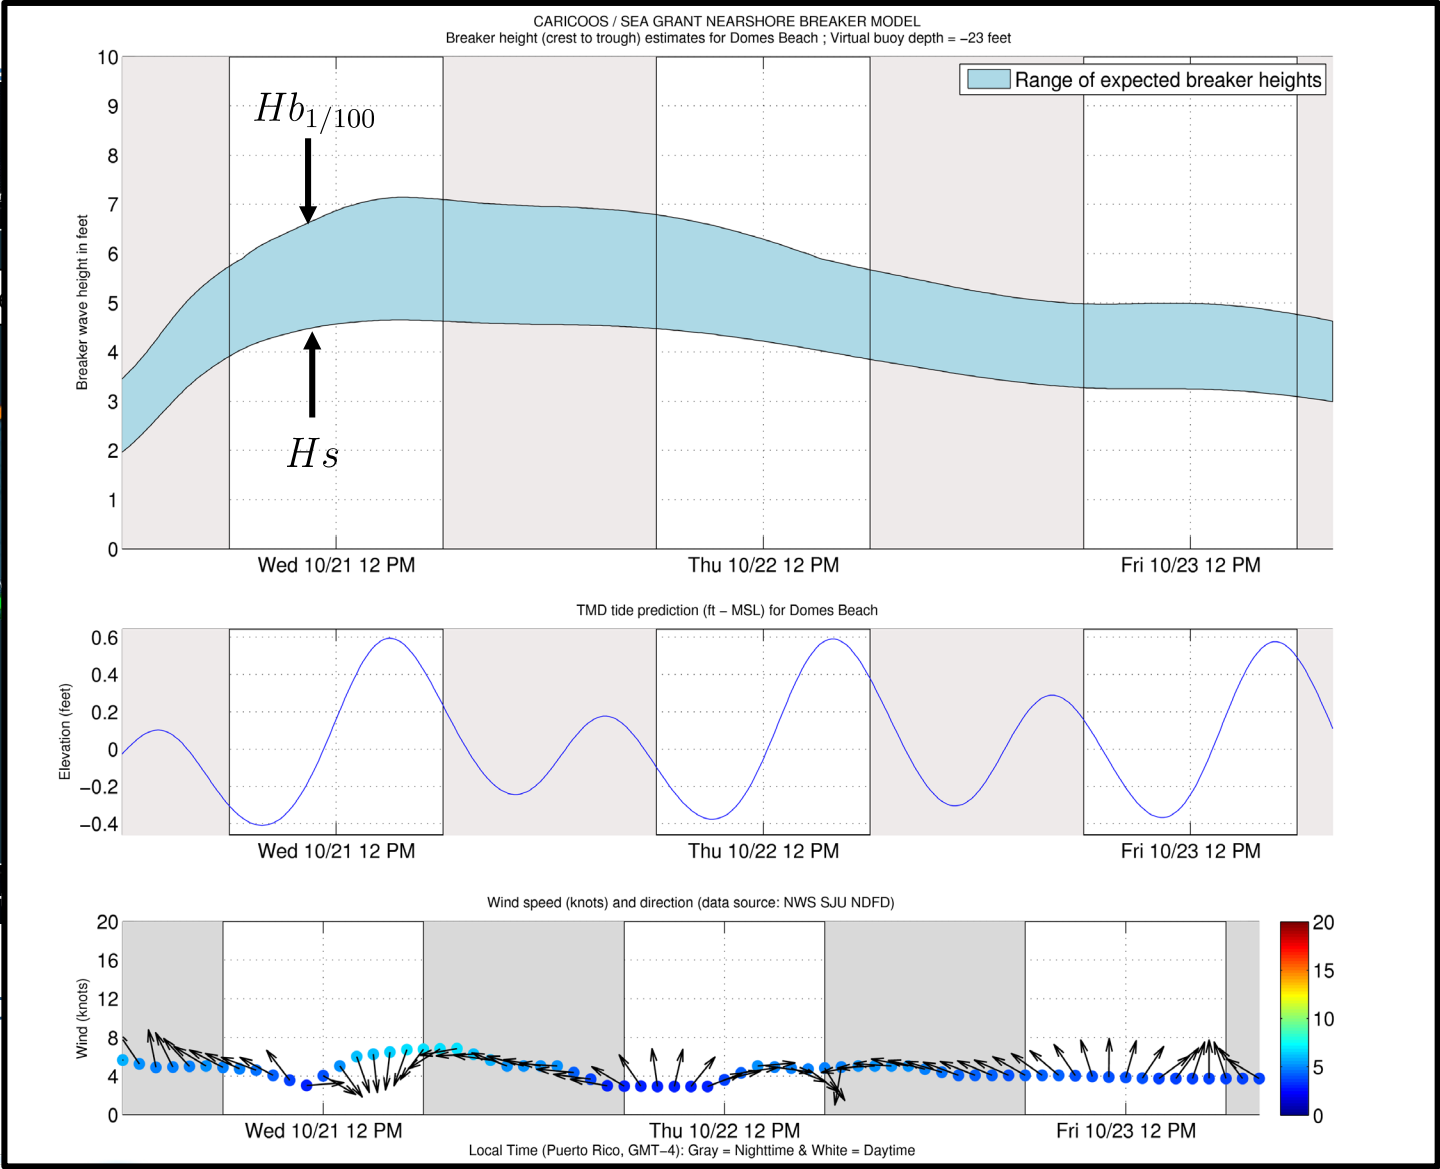 CARICOOS / SEA GRANT NEARSHORE BREAKER MODEL
Breaker height (crest to trough) estimates for Domes Beach ; Virtual buoy depth = −23 feet
Range of expected breaker heights
Hb1/100
Hs
Breaker wave height in feet
10
9
8
7
6
5
4
3
2
1
0
Wed 10/21 12 PM Thu 10/22 12 PM Fri 10/23 12 PM
TMD tide prediction (ft − MSL) for Domes Beach
Elevation (feet)
0.6
0.4
0.2
0
−0.2
−0.4
Wed 10/21 12 PM Thu 10/22 12 PM Fri 10/23 12 PM
Wind speed (knots) and direction (data source: NWS SJU NDFD)
Wind (knots)
20
16
12
8
4
0
20
15
10
5
0
Wed 10/21 12 PM Thu 10/22 12 PM Fri 10/23 12 PM
Local Time (Puerto Rico, GMT−4): Gray = Nighttime & White = Daytime